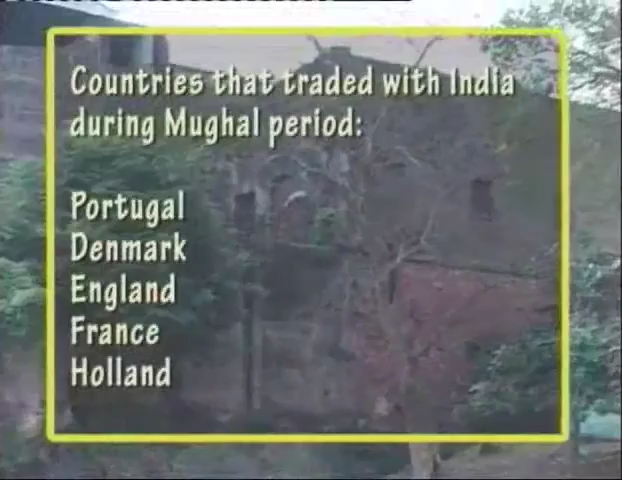 Countries that traded with India
during Mughal period:
Portugal
Denmark
England
France
Holland